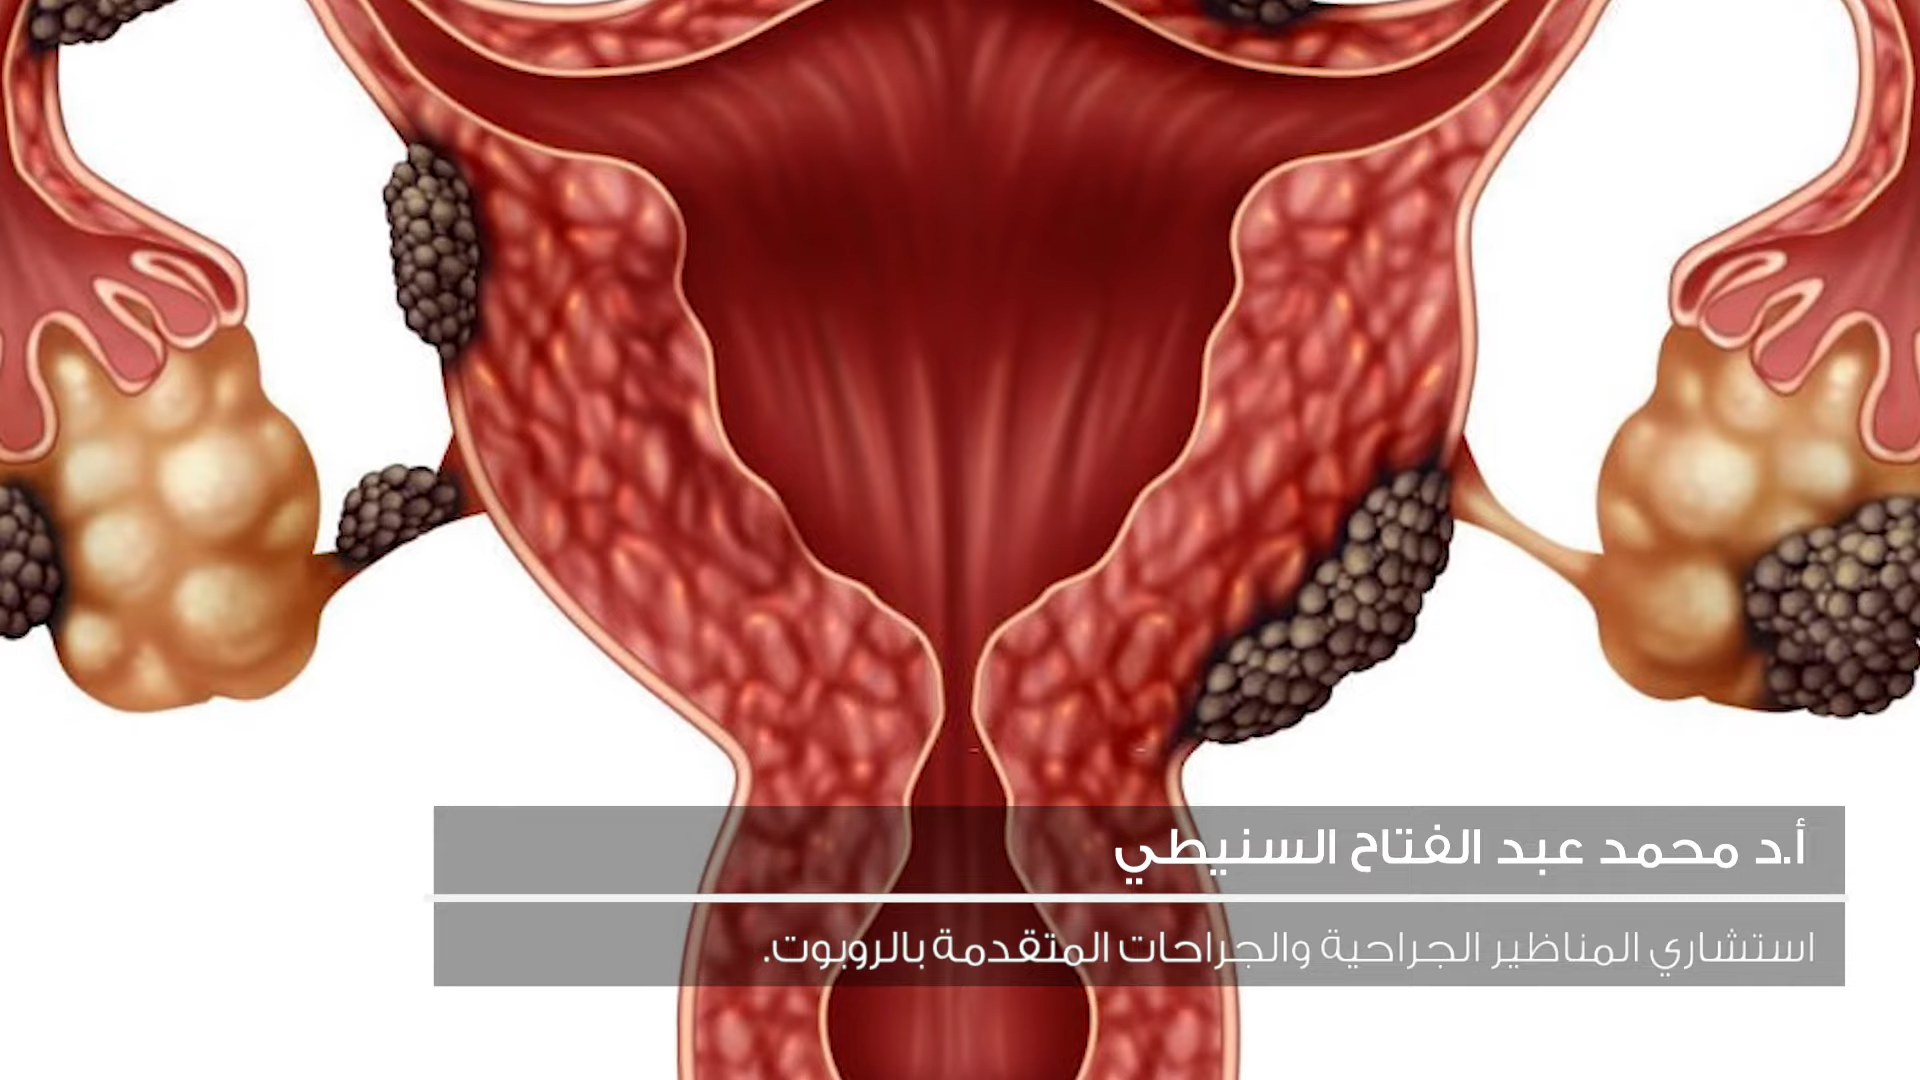 أ.د محمد عبد الفتاح السنيطي
استشاري المناظير الجراحية والجراحات المتقدمة بالروبوت.